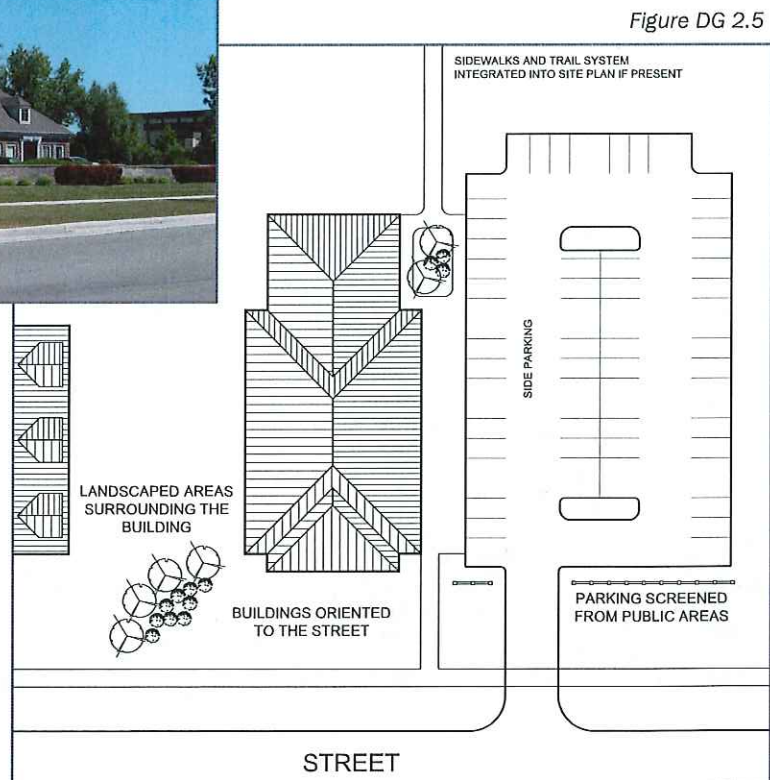 Figure DG 2.5
SIDEWALKS AND TRAIL SYSTEM
INTEGRATED INTO SITE PLAN IF PRESENT
SIDE PARKING
LANDSCAPED AREAS
SURROUNDING THE
BUILDING
BUILDINGS ORIENTED
TO THE STREET
PARKING SCREENED
FROM PUBLIC AREAS
STREET